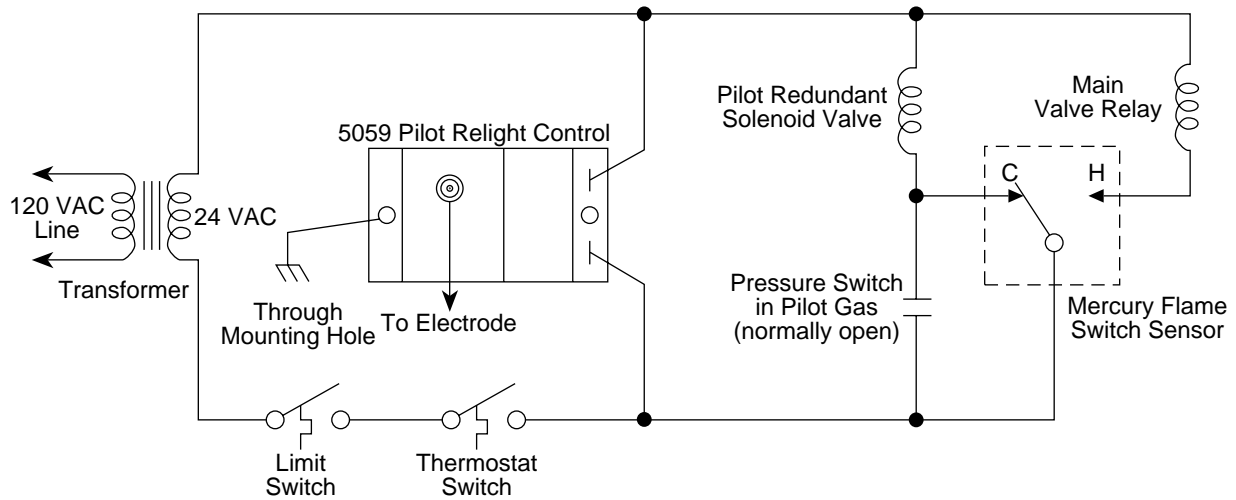 5059 Pilot Relight Control
Pilot Redundant
Solenoid Valve
Main
Valve Relay
C
H
120 VAC
Line
24 VAC
Transformer
Through
Mounting Hole
To Electrode
Pressure Switch
in Pilot Gas
(normally open)
Mercury Flame
Switch Sensor
Limit
Switch
Thermostat
Switch